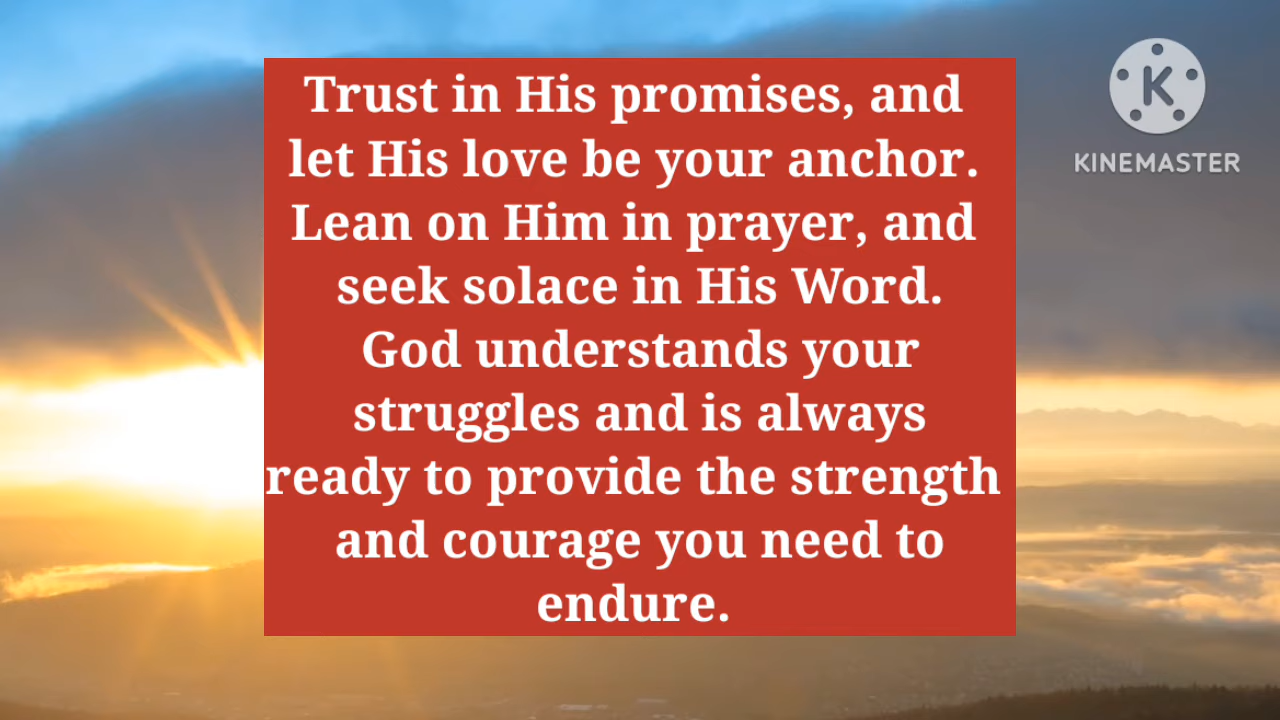 Trust in His promises, and
let His love be your anchor.
Lean on Him in prayer, and
seek solace in His Word.
God understands your
struggles and is always
ready to provide the strength
and courage you need to
endure.
K
KINEMASTER